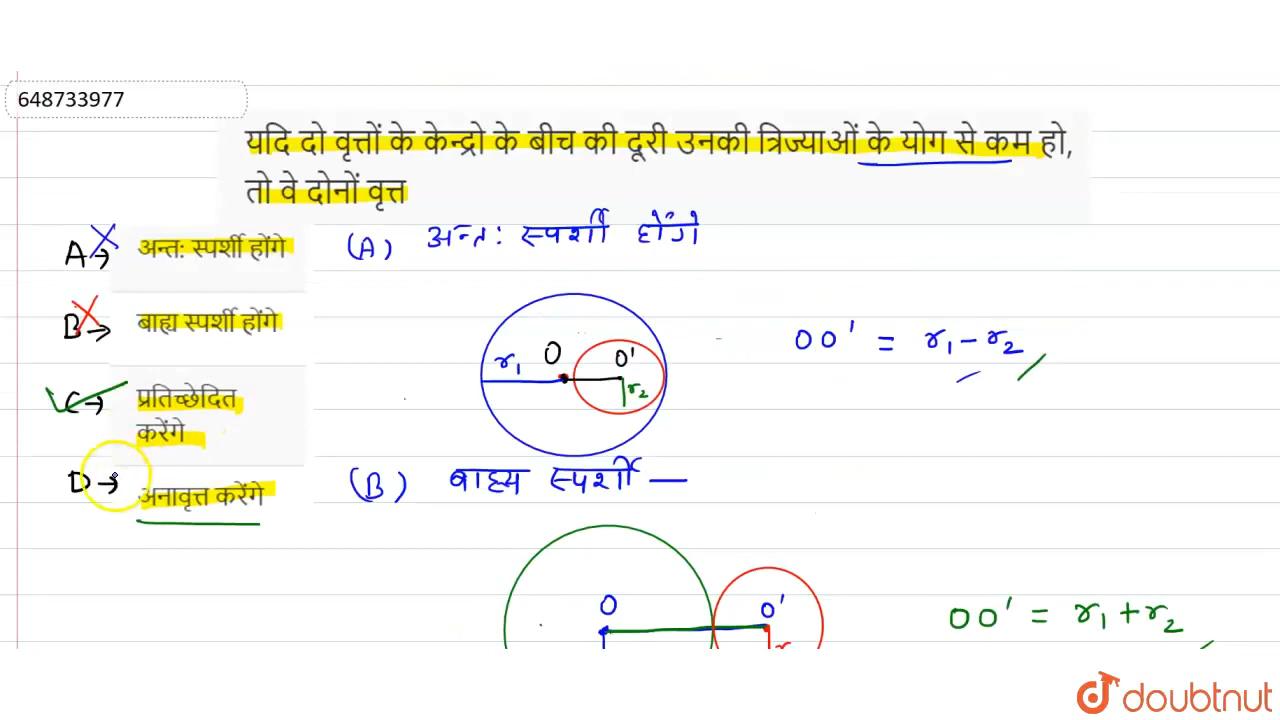 648733977
यदि दो वृत्तों के केन्द्रो के बीच की दूरी उनकी त्रिज्याओं के योग से कम हो,
तो वे दोनों वृत्त
A→ अन्तः स्पर्शी होंगे
(A) अन्तः स्पर्शी होंगे
B→ बाह्य स्पर्शी होंगे
r₁ O O' r₂
OO' = r₁ - r₂
C→ प्रतिच्छेदित
करेंगे
D→ अनावृत्त करेंगे
(B) बाह्य स्पर्शी —
O O'
OO' = r₁ + r₂
doubtnut